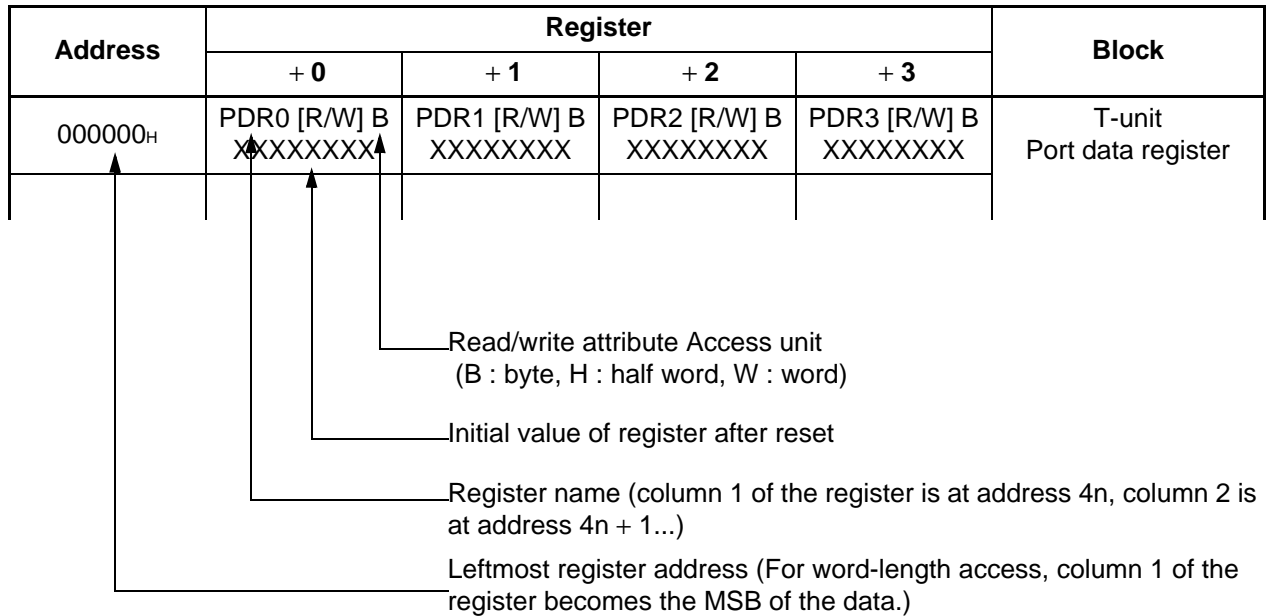 Address Register Block
+ 0 + 1 + 2 + 3
000000H PDR0 [R/W] B PDR1 [R/W] B PDR2 [R/W] B PDR3 [R/W] B T-unit
XXXXXXXX XXXXXXXX XXXXXXXX XXXXXXXX Port data register
Read/write attribute Access unit
(B : byte, H : half word, W : word)
Initial value of register after reset
Register name (column 1 of the register is at address 4n, column 2 is
at address 4n + 1...)
Leftmost register address (For word-length access, column 1 of the
register becomes the MSB of the data.)